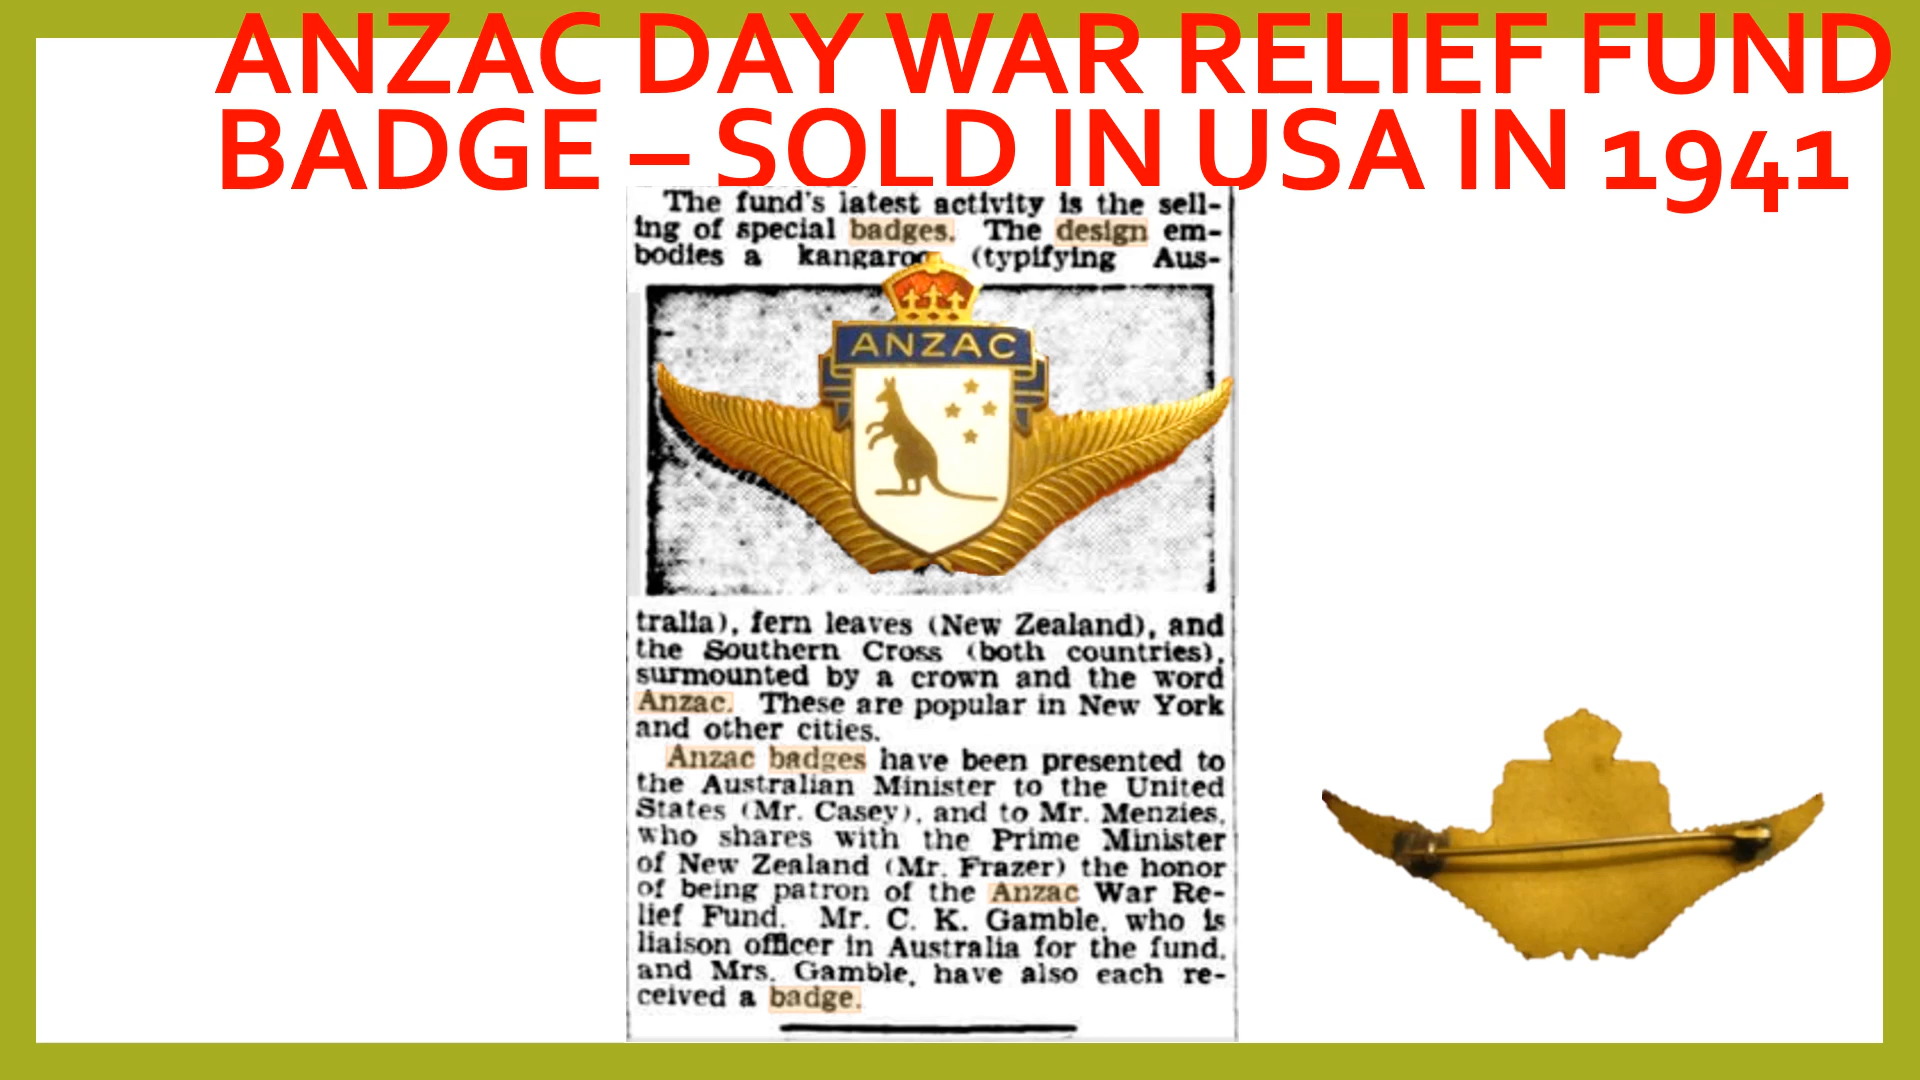 ANZAC DAY WAR RELIEF FUND
BADGE – SOLD IN USA IN 1941
The fund's latest activity is the sell-
ing of special badges. The design em-
bodies a kangaroo (typifying Aus-
ANZAC
tralia), fern leaves (New Zealand), and
the Southern Cross (both countries),
surmounted by a crown and the word
Anzac. These are popular in New York
and other cities.
Anzac badges have been presented to
the Australian Minister to the United
States (Mr. Casey), and to Mr. Menzies,
who shares with the Prime Minister
of New Zealand (Mr. Frazer) the honor
of being patron of the Anzac War Re-
lief Fund. Mr. C. K. Gamble, who is
liaison officer in Australia for the fund,
and Mrs. Gamble, have also each re-
ceived a badge.